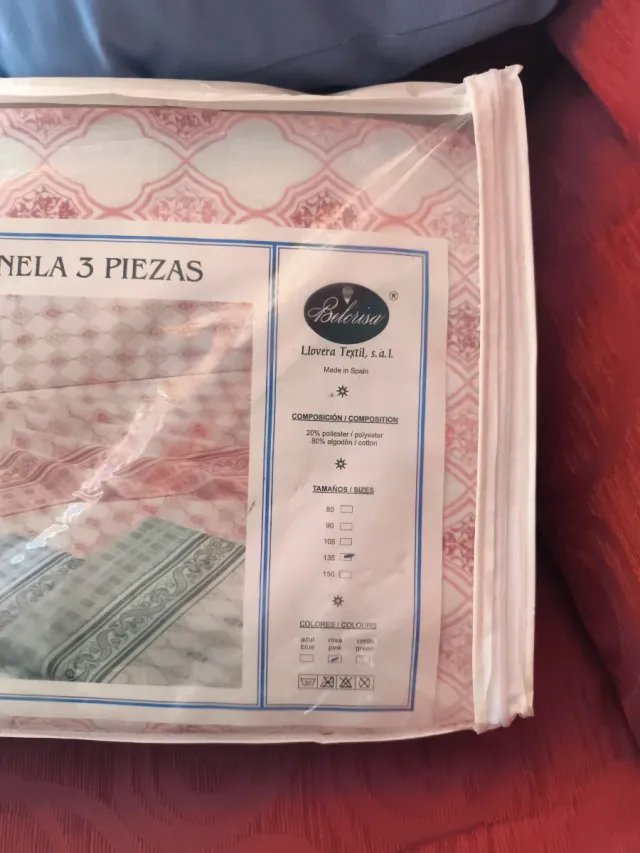 NELA 3 PIEZAS
Belcrisa ®
Llovera Textil, s.a.l.
Made in Spain
COMPOSICIÓN / COMPOSITION
20% poliester / polyester
80% algodón / cotton
TAMAÑOS / SIZES
80
90
105
135
150
COLORES / COLOURS
azul rosa verde
blue pink green